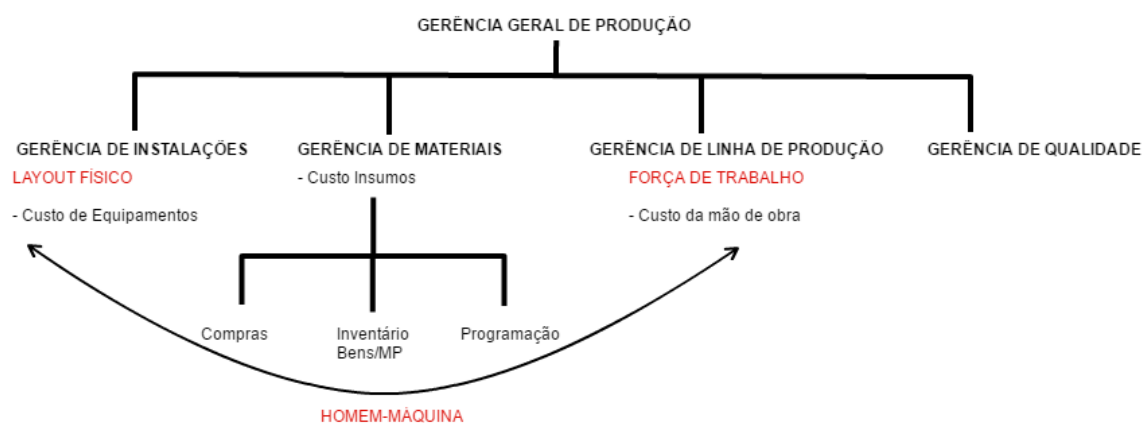 GERÊNCIA GERAL DE PRODUÇÃO
GERÊNCIA DE INSTALAÇÕES
LAYOUT FÍSICO
- Custo de Equipamentos
GERÊNCIA DE MATERIAIS
- Custo Insumos
GERÊNCIA DE LINHA DE PRODUÇÃO
FORÇA DE TRABALHO
- Custo da mão de obra
GERÊNCIA DE QUALIDADE
Compras
Inventário
Bens/MP
Programação
HOMEM-MÁQUINA